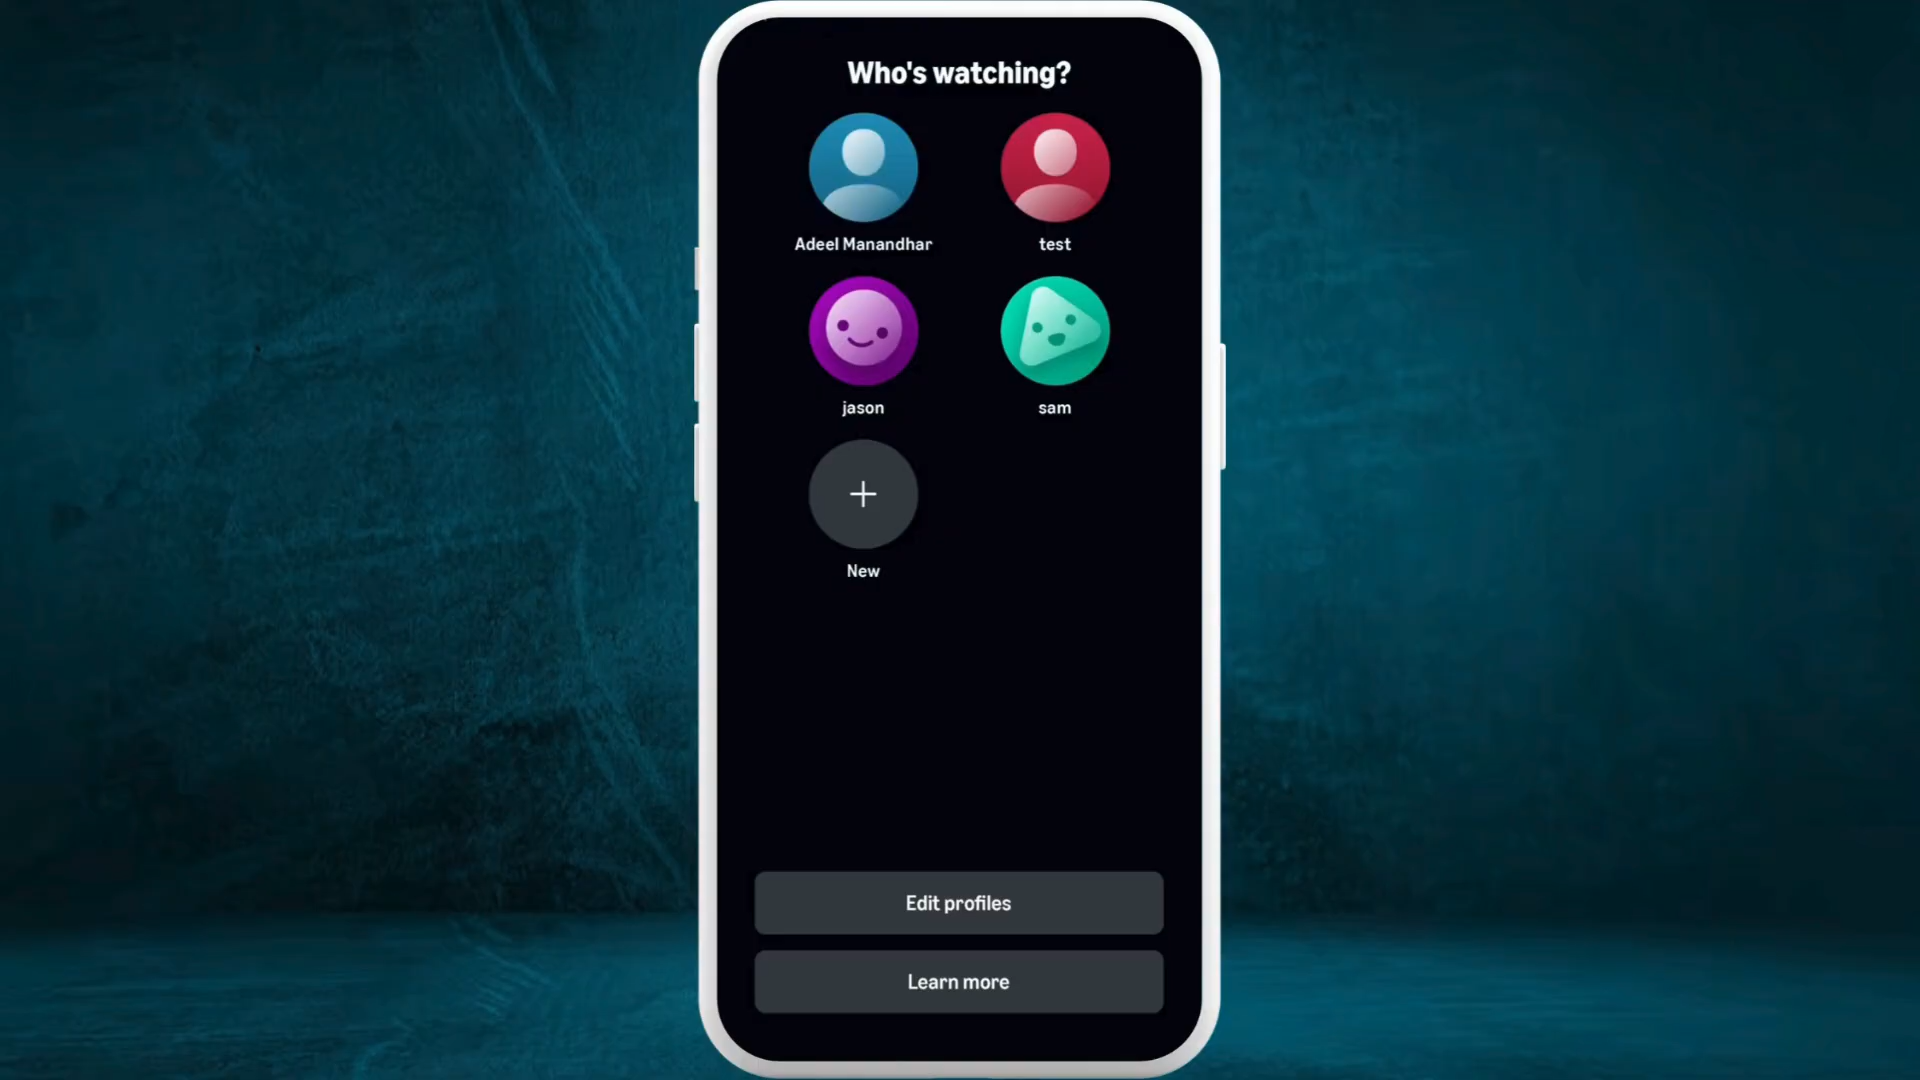 Who's watching?
Adeel Manandhar
test
jason
sam
New
Edit profiles
Learn more